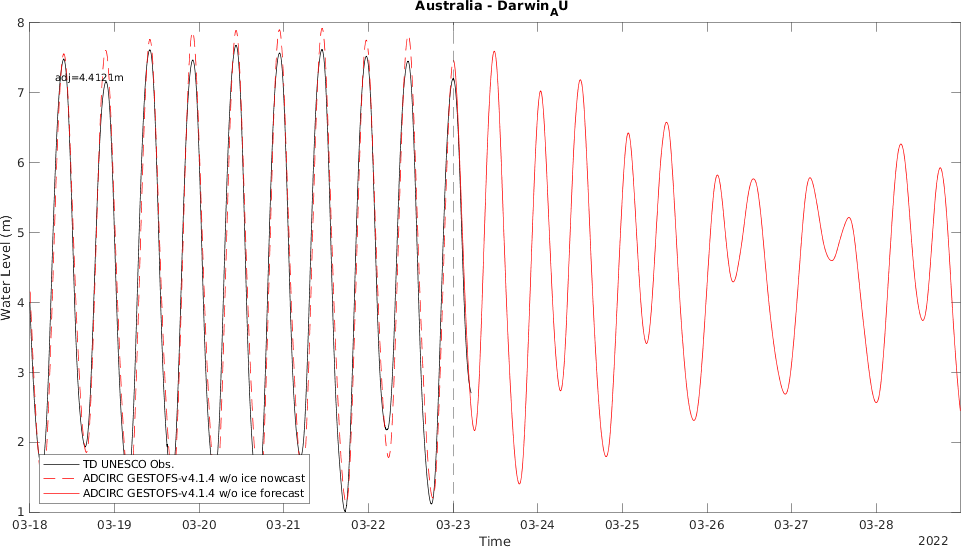 Australia - DarwinAU
8
adj=4.4121m
7
6
5
4
3
2
1
Water Level (m)
TD UNESCO Obs.
ADCIRC GESTOFS-v4.1.4 w/o ice nowcast
ADCIRC GESTOFS-v4.1.4 w/o ice forecast
03-18 03-19 03-20 03-21 03-22 03-23 03-24 03-25 03-26 03-27 03-28
Time
2022